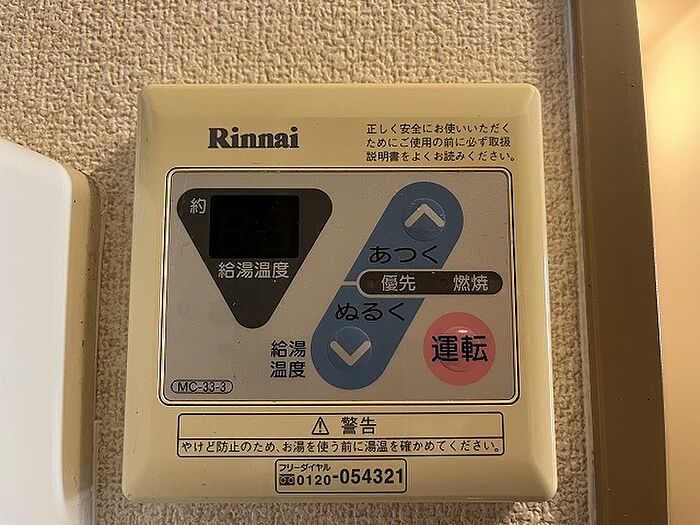 Rinnai
正しく安全にお使いいただく
ためにご使用の前に必ず取扱
説明書をよくお読みください。
約
給湯温度
あつく
優先 燃焼
ぬるく
給湯
温度
運転
MC-33-3
⚠ 警告
やけど防止のため、お湯を使う前に湯温を確かめてください。
フリーダイヤル
0120-054321